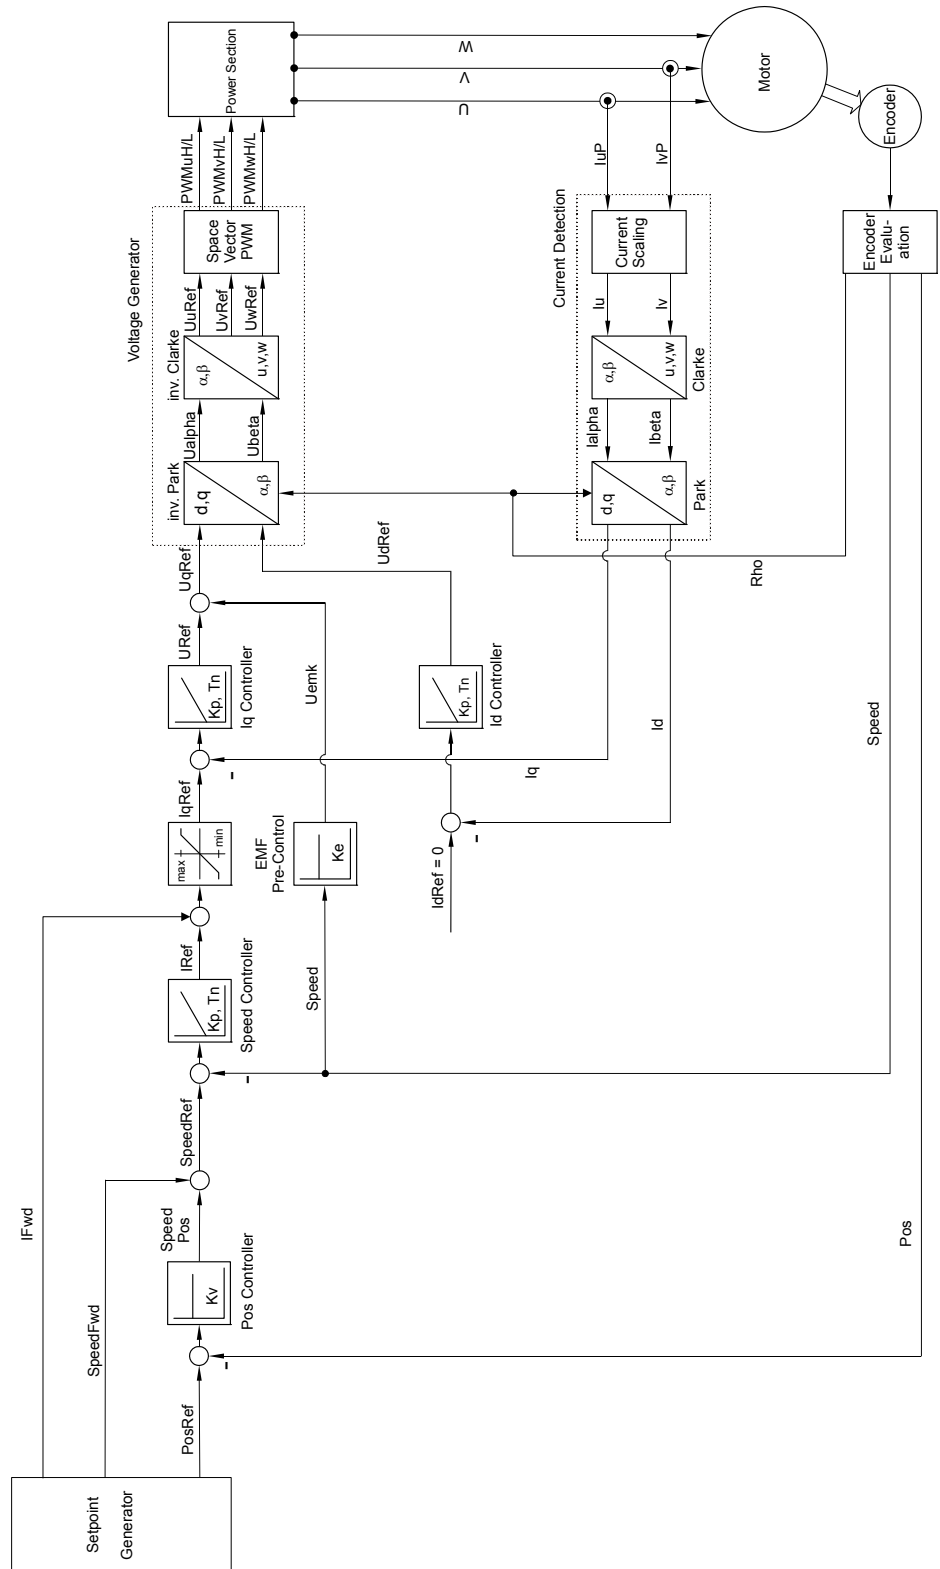 Setpoint
Generator
IFwd
SpeedFwd
PosRef
-
Kv
Pos Controller
Speed
Pos
SpeedRef
-
Kp, Tn
Speed Controller
IRef
max
min
IqRef
-
Kp, Tn
Iq Controller
URef
UqRef
Speed
Ke
EMF
Pre-Control
Uemk
IdRef = 0
-
Kp, Tn
Id Controller
UdRef
Iq
Id
Voltage Generator
inv. Park
d,q
α,β
Ualpha
Ubeta
inv. Clarke
α,β
u,v,w
UuRef
UvRef
UwRef
Space
Vector
PWM
PWMuH/L
PWMvH/L
PWMwH/L
Power Section
W
V
U
Motor
Encoder
IuP
IvP
Current Detection
Current
Scaling
Iu
Iv
α,β
u,v,w
Clarke
Ialpha
Ibeta
d,q
α,β
Park
Encoder
Evalu-
ation
Rho
Speed
Pos